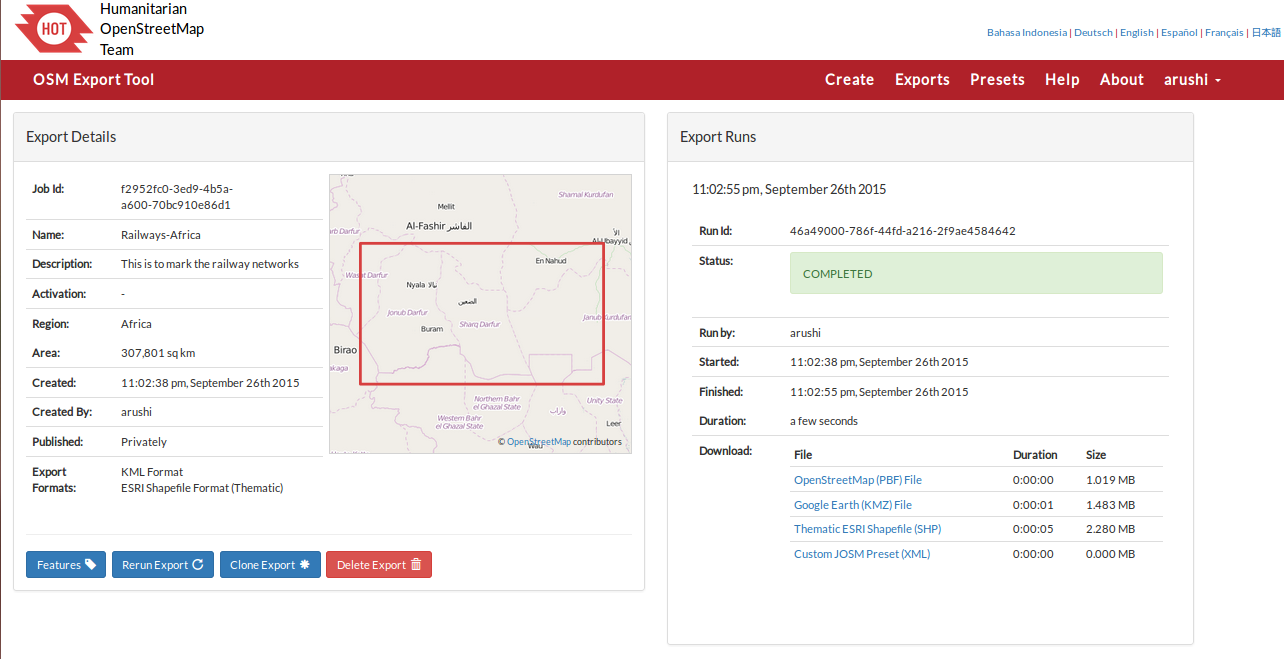 HOT
Humanitarian
OpenStreetMap
Team
Bahasa Indonesia | Deutsch | English | Español | Français | 日本語
OSM Export Tool
Create Exports Presets Help About arushi
Export Details
Job Id: f2952fc0-3ed9-4b5a-
a600-70bc910e86d1
Name: Railways-Africa
Description: This is to mark the railway networks
Activation: -
Region: Africa
Area: 307,801 sq km
Created: 11:02:38 pm, September 26th 2015
Created By: arushi
Published: Privately
Export
Formats:
KML Format
ESRI Shapefile Format (Thematic)
Shamal Kurdufan
Mellit
Al-Fashir الفاشر
Al-Ubayyid
En Nahud
Wasat Darfur
Nyala نيالا
الضعين
Janub Kurdufan
Janub Darfur
Sharq Darfur
Buram
Birao
Northern Bahr
el Ghazal State
Unity State
Western Bahr
el Ghazal State
واراب
Leer
© OpenStreetMap contributors
Wau
Features
Rerun Export
Clone Export
Delete Export
Export Runs
11:02:55 pm, September 26th 2015
Run Id: 46a49000-786f-44fd-a216-2f9ae4584642
Status: COMPLETED
Run by: arushi
Started: 11:02:38 pm, September 26th 2015
Finished: 11:02:55 pm, September 26th 2015
Duration: a few seconds
Download:
File Duration Size
OpenStreetMap (PBF) File 0:00:00 1.019 MB
Google Earth (KMZ) File 0:00:01 1.483 MB
Thematic ESRI Shapefile (SHP) 0:00:05 2.280 MB
Custom JOSM Preset (XML) 0:00:00 0.000 MB